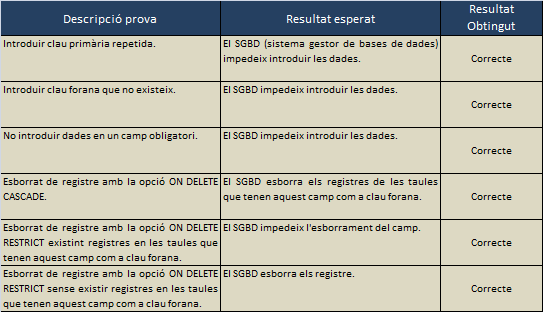 Descripció prova
Resultat esperat
Resultat
Obtingut
Introduir clau primària repetida.
El SGBD (sistema gestor de bases de dades)
impedeix introduir les dades.
Correcte
Introduir clau forana que no existeix.
El SGBD impedeix introduir les dades.
Correcte
No introduir dades en un camp obligatori.
El SGBD impedeix introduir les dades.
Correcte
Esborrat de registre amb la opció ON DELETE
CASCADE.
El SGBD esborra els registres de les taules
que tenen aquest camp com a clau forana.
Correcte
Esborrat de registre amb la opció ON DELETE
RESTRICT existint registres en les taules que
tenen aquest camp com a clau forana.
El SGBD impedeix l'esborrament del camp.
Correcte
Esborrat de registre amb la opció ON DELETE
RESTRICT sense existir registres en les taules
que tenen aquest camp com a clau forana.
El SGBD esborra els registre.
Correcte